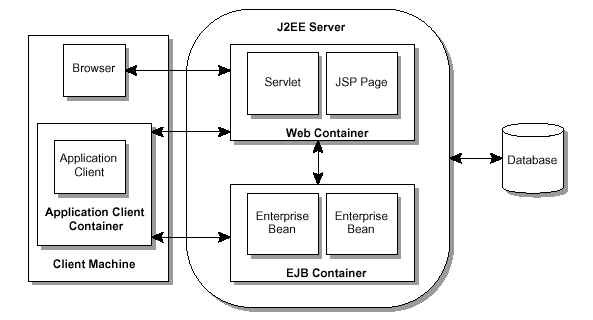 J2EE Server
Browser
Servlet
JSP Page
Web Container
Application
Client
Application Client
Container
Client Machine
Enterprise
Bean
Enterprise
Bean
EJB Container
Database